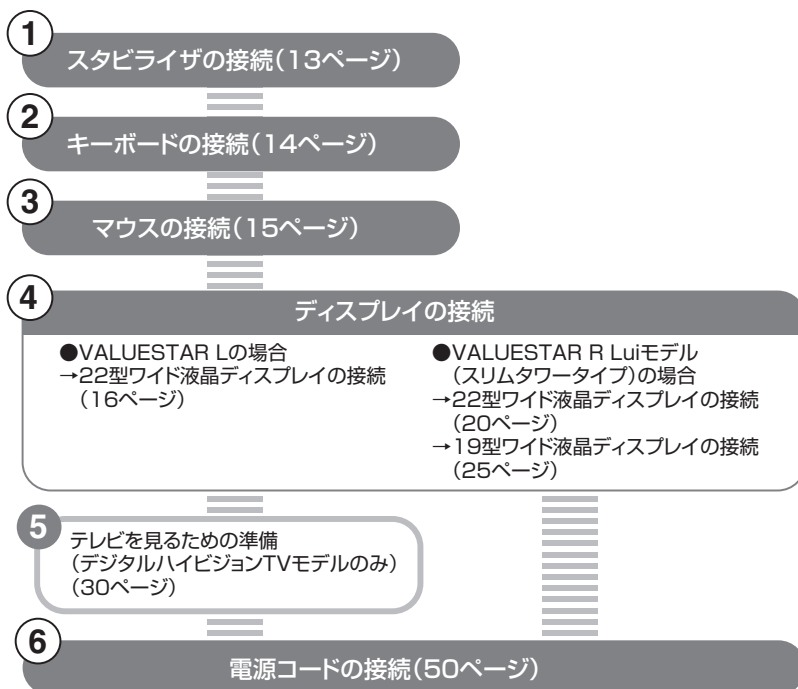 1
スタビライザの接続(13ページ)
2
キーボードの接続(14ページ)
3
マウスの接続(15ページ)
4
ディスプレイの接続
●VALUESTAR Lの場合
→22型ワイド液晶ディスプレイの接続
(16ページ)
●VALUESTAR R Luiモデル
(スリムタワータイプ)の場合
→22型ワイド液晶ディスプレイの接続
(20ページ)
→19型ワイド液晶ディスプレイの接続
(25ページ)
5
テレビを見るための準備
(デジタルハイビジョンTVモデルのみ)
(30ページ)
6
電源コードの接続(50ページ)